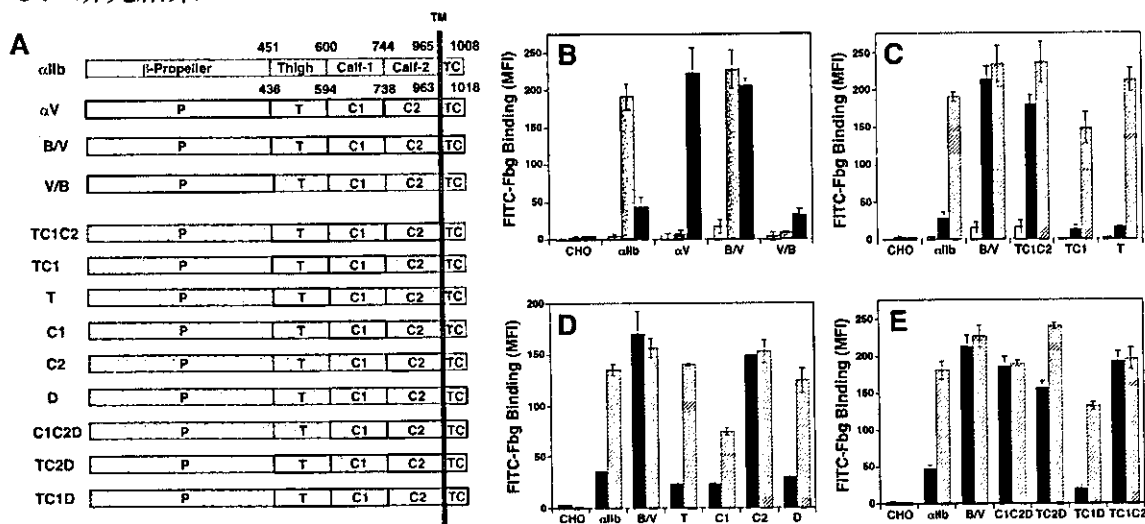 TM
A
451 600 744 965 1008
αIIb β-Propeller Thigh Calf-1 Calf-2 TC
436 594 738 963 1018
αV P T C1 C2 TC
B/V P T C1 C2 TC
V/B P T C1 C2 TC
TC1C2 P T C1 C2 TC
TC1 P T C1 C2 TC
T P T C1 C2 TC
C1 P T C1 C2 TC
C2 P T C1 C2 TC
D P T C1 C2 TC
C1C2D P T C1 C2 TC
TC2D P T C1 C2 TC
TC1D P T C1 C2 TC
B
FITC-Fbg Binding (MFI)
250
200
150
100
50
0
CHO αIIb αV B/V V/B
C
FITC-Fbg Binding (MFI)
250
200
150
100
50
0
CHO αIIb B/V TC1C2 TC1 T
D
FITC-Fbg Binding (MFI)
200
150
100
50
0
CHO αIIb B/V T C1 C2 D
E
FITC-Fbg Binding (MFI)
250
200
150
100
50
0
CHO αIIb B/V C1C2D TC2D TC1D TC1C2